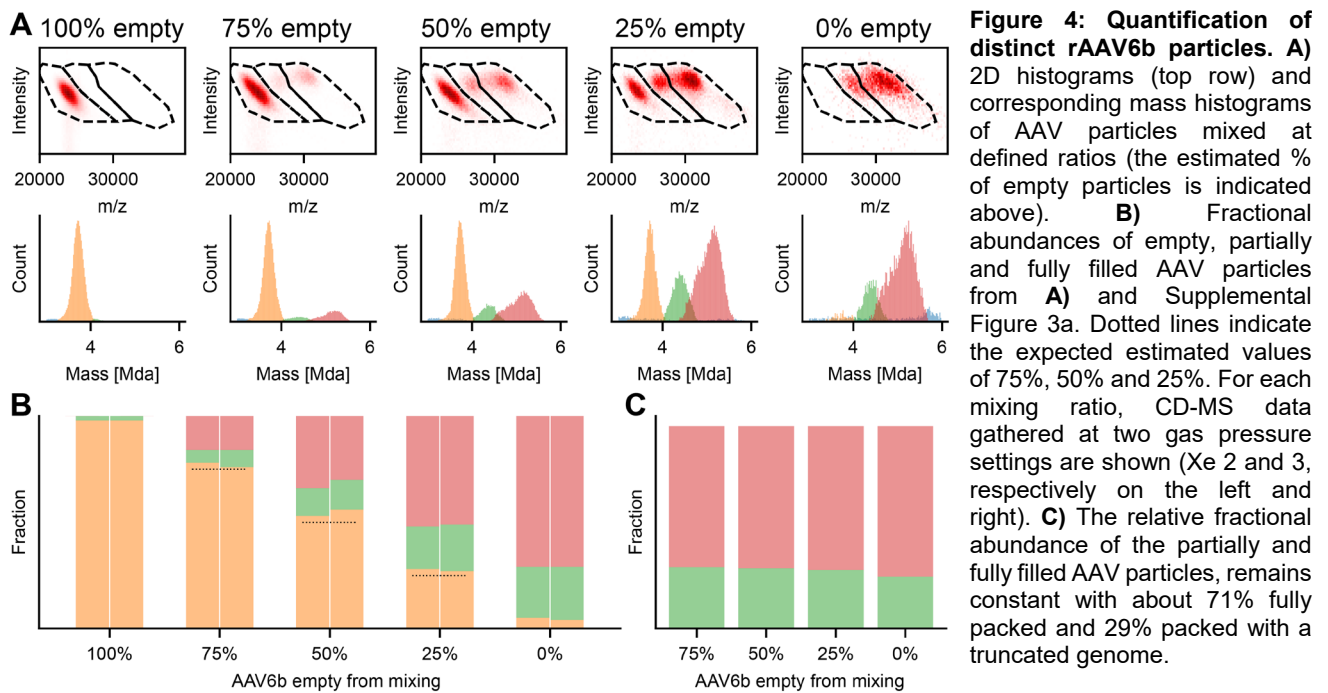 A
100% empty
75% empty
50% empty
25% empty
0% empty
Intensity
Intensity
Intensity
Intensity
Intensity
20000 30000
20000 30000
20000 30000
20000 30000
20000 30000
m/z
m/z
m/z
m/z
m/z
Count
Count
Count
Count
Count
4 6
4 6
4 6
4 6
4 6
Mass [Mda]
Mass [Mda]
Mass [Mda]
Mass [Mda]
Mass [Mda]
B
Fraction
100% 75% 50% 25% 0%
AAV6b empty from mixing
C
Fraction
75% 50% 25% 0%
AAV6b empty from mixing
Figure 4: Quantification of
distinct rAAV6b particles. A)
2D histograms (top row) and
corresponding mass histograms
of AAV particles mixed at
defined ratios (the estimated %
of empty particles is indicated
above). B) Fractional
abundances of empty, partially
and fully filled AAV particles
from A) and Supplemental
Figure 3a. Dotted lines indicate
the expected estimated values
of 75%, 50% and 25%. For each
mixing ratio, CD-MS data
gathered at two gas pressure
settings are shown (Xe 2 and 3,
respectively on the left and
right). C) The relative fractional
abundance of the partially and
fully filled AAV particles, remains
constant with about 71% fully
packed and 29% packed with a
truncated genome.